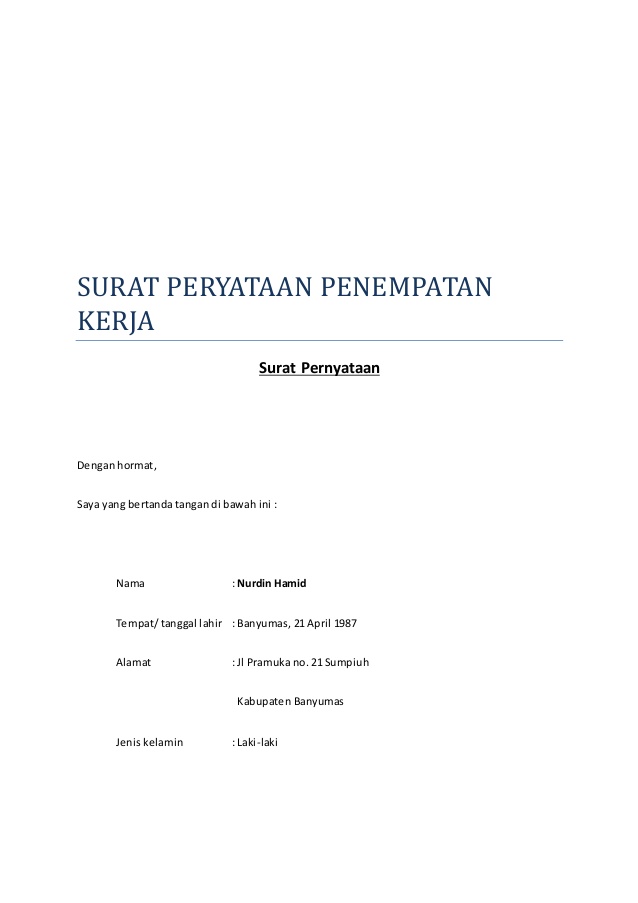 SURAT PERYATAAN PENEMPATAN
KERJA
Surat Pernyataan
Dengan hormat,
Saya yang bertanda tangan di bawah ini :
Nama : Nurdin Hamid
Tempat/ tanggal lahir : Banyumas, 21 April 1987
Alamat : Jl Pramuka no. 21 Sumpiuh
Kabupaten Banyumas
Jenis kelamin : Laki-laki